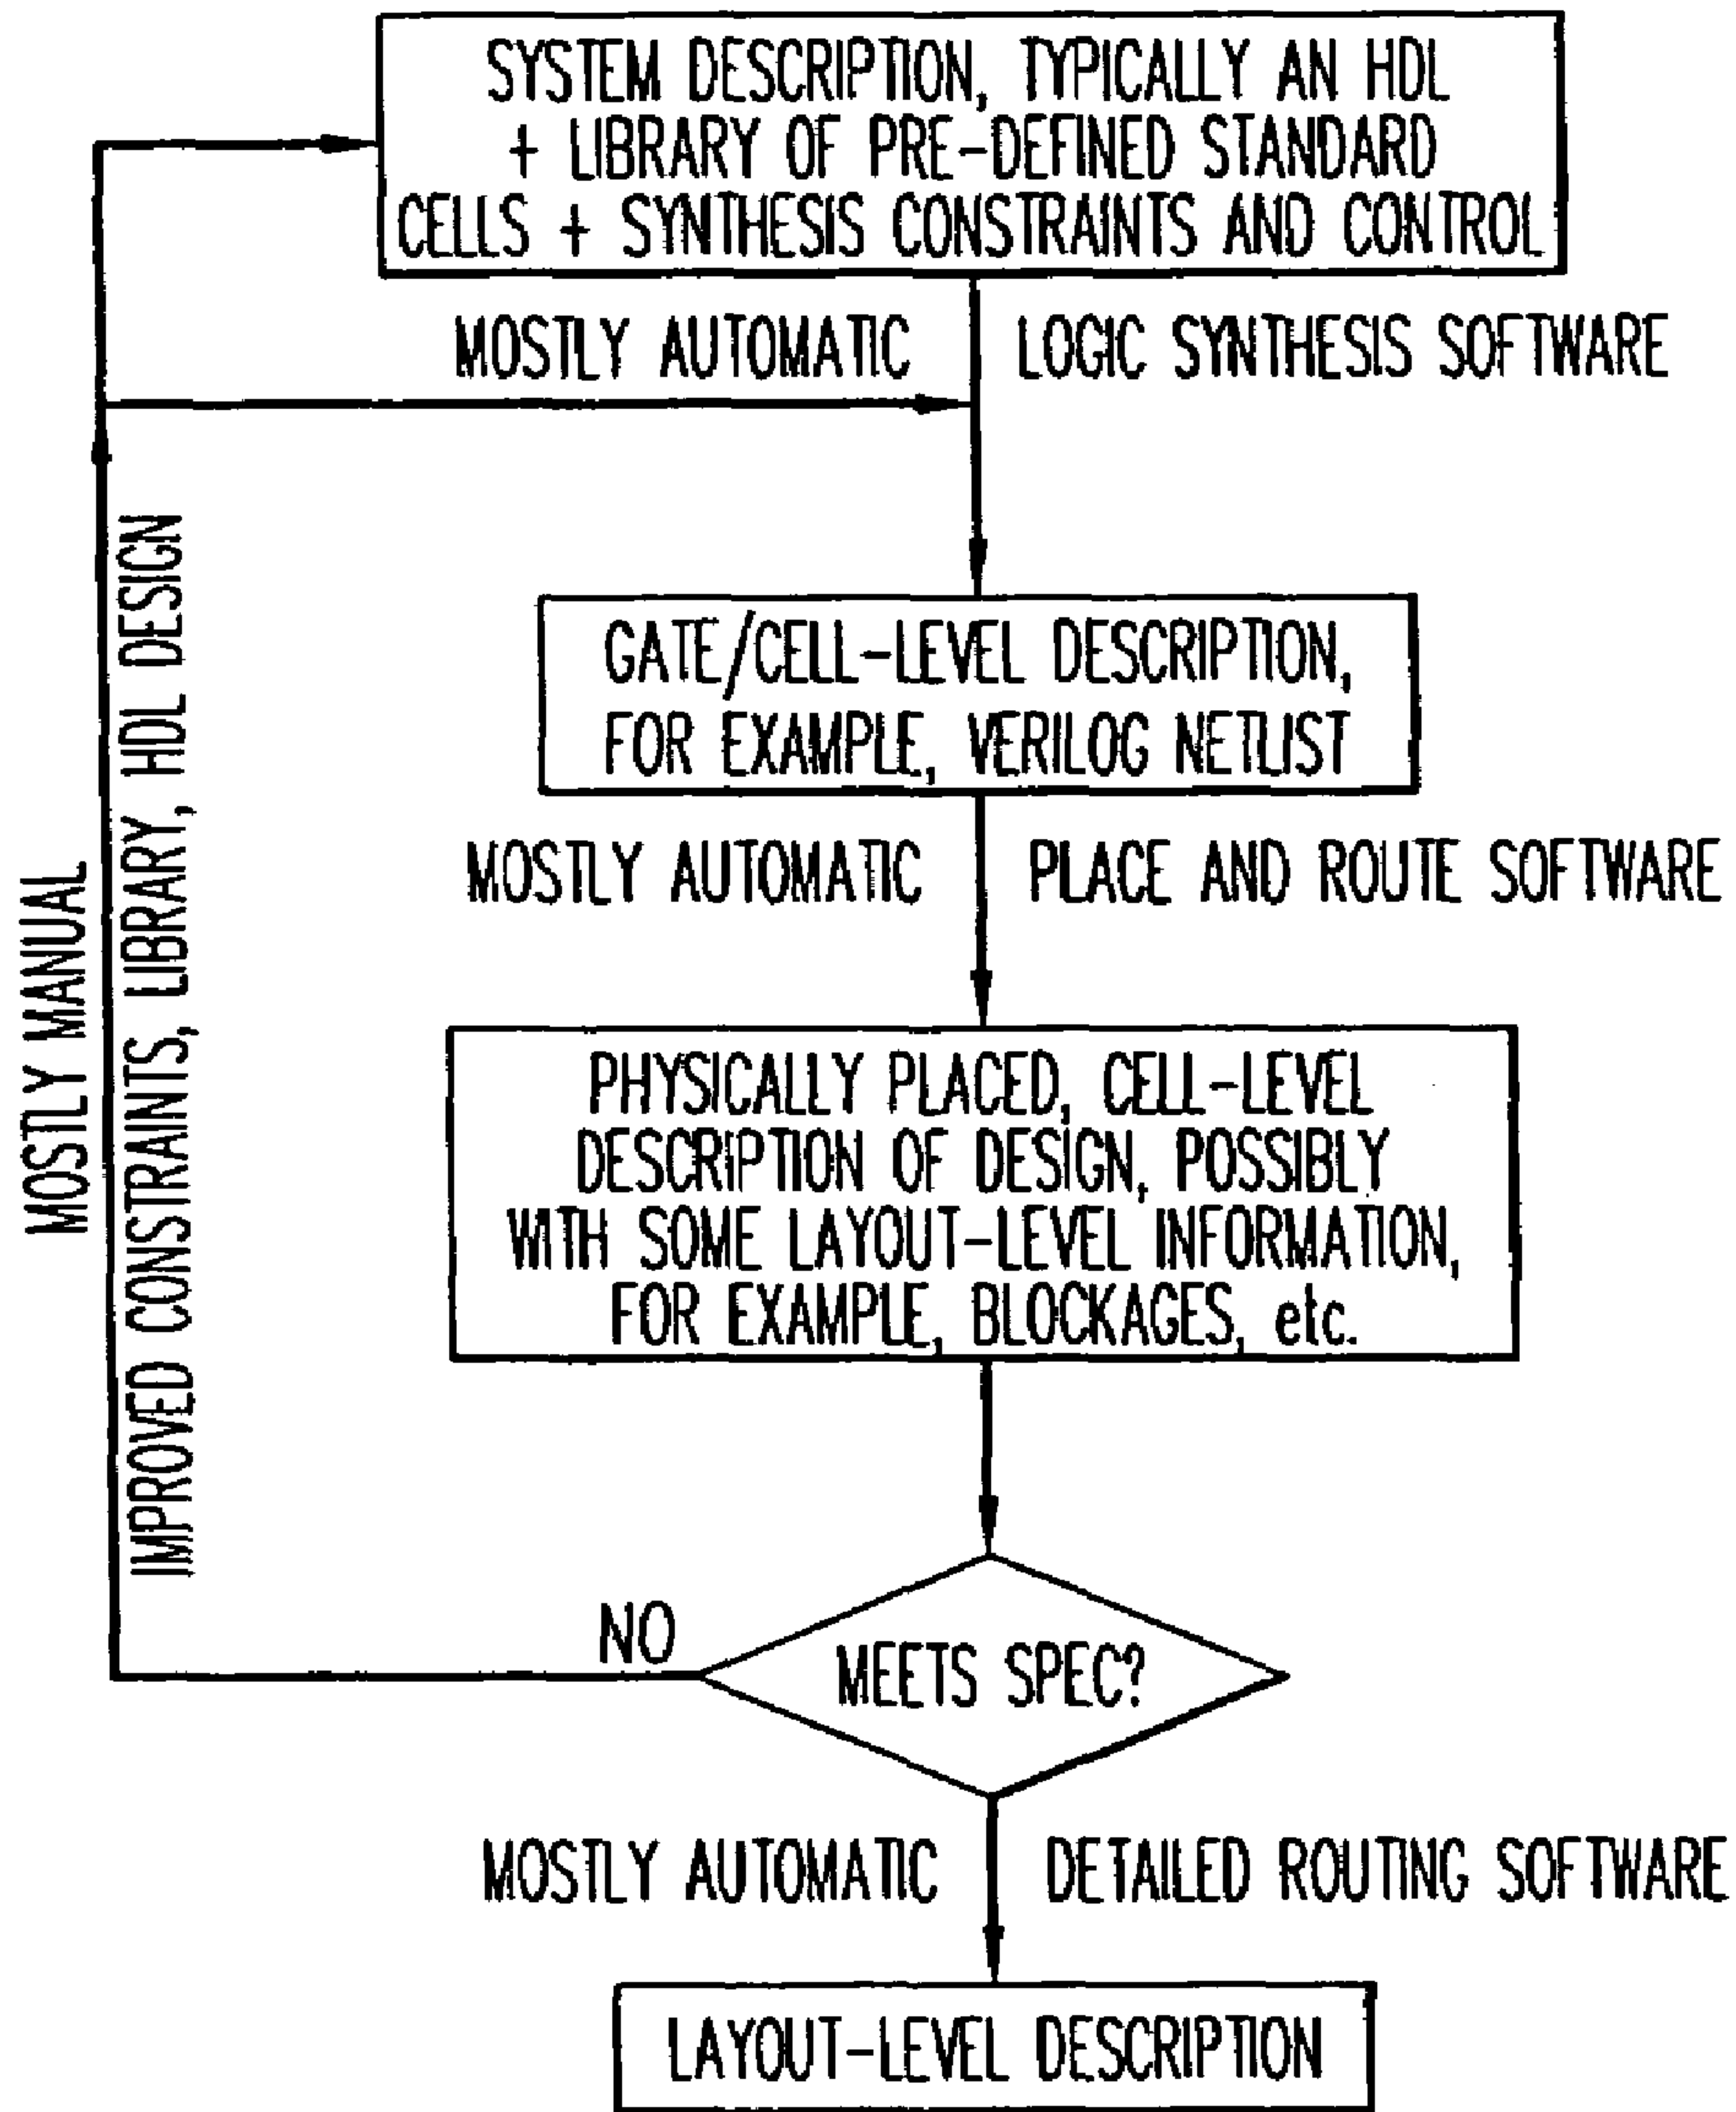 SYSTEM DESCRIPTION, TYPICALLY AN HDL
+ LIBRARY OF PRE-DEFINED STANDARD
CELLS + SYNTHESIS CONSTRAINTS AND CONTROL
MOSTLY AUTOMATIC
LOGIC SYNTHESIS SOFTWARE
GATE/CELL-LEVEL DESCRIPTION,
FOR EXAMPLE, VERILOG NETLIST
MOSTLY AUTOMATIC
PLACE AND ROUTE SOFTWARE
MOSTLY MANUAL
IMPROVED CONSTRAINTS, LIBRARY, HDL DESIGN
PHYSICALLY PLACED, CELL-LEVEL
DESCRIPTION OF DESIGN, POSSIBLY
WITH SOME LAYOUT-LEVEL INFORMATION,
FOR EXAMPLE, BLOCKAGES, etc.
NO
MEETS SPEC?
MOSTLY AUTOMATIC
DETAILED ROUTING SOFTWARE
LAYOUT-LEVEL DESCRIPTION